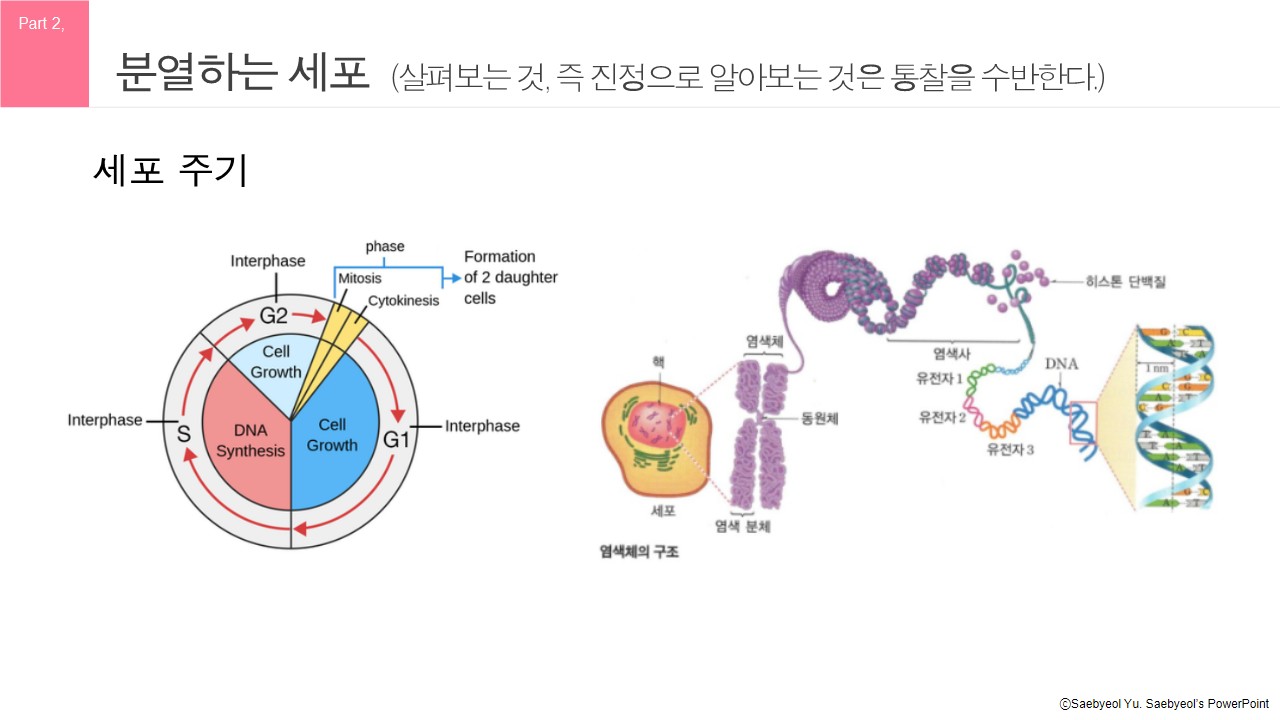 Part 2,
분열하는 세포 (살펴보는 것, 즉 진정으로 알아보는 것은 통찰을 수반한다.)
세포 주기
phase
Interphase
Formation
of 2 daughter
cells
Mitosis
Cytokinesis
G2
Cell
Growth
Interphase
S
DNA
Synthesis
Cell
Growth
G1
Interphase
히스톤 단백질
염색체
염색사
핵
DNA
유전자 1
1 nm
동원체
유전자 2
유전자 3
세포
염색 분체
염색체의 구조
G C
A T
G C
C G
A T
C G
A T
G C
A T
ⓒSaebyeol Yu. Saebyeol's PowerPoint